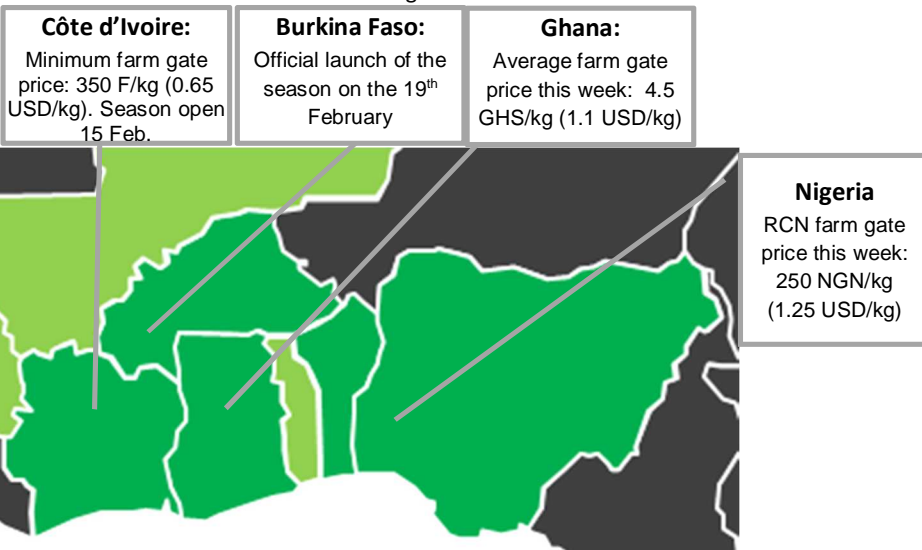 Côte d'Ivoire:
Minimum farm gate
price: 350 F/kg (0.65
USD/kg). Season open
15 Feb.
Burkina Faso:
Official launch of the
season on the 19th
February
Ghana:
Average farm gate
price this week: 4.5
GHS/kg (1.1 USD/kg)
Nigeria
RCN farm gate
price this week:
250 NGN/kg
(1.25 USD/kg)